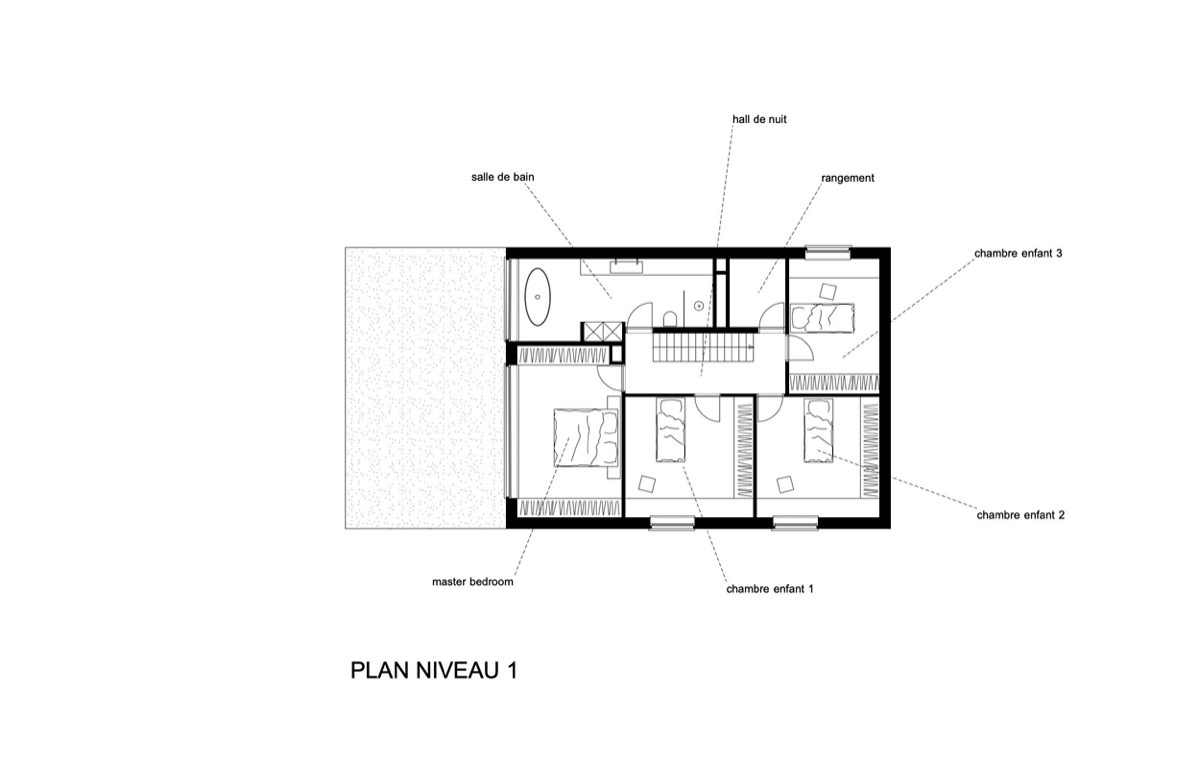 hall de nuit
salle de bain
rangement
chambre enfant 3
chambre enfant 2
master bedroom
chambre enfant 1
PLAN NIVEAU 1